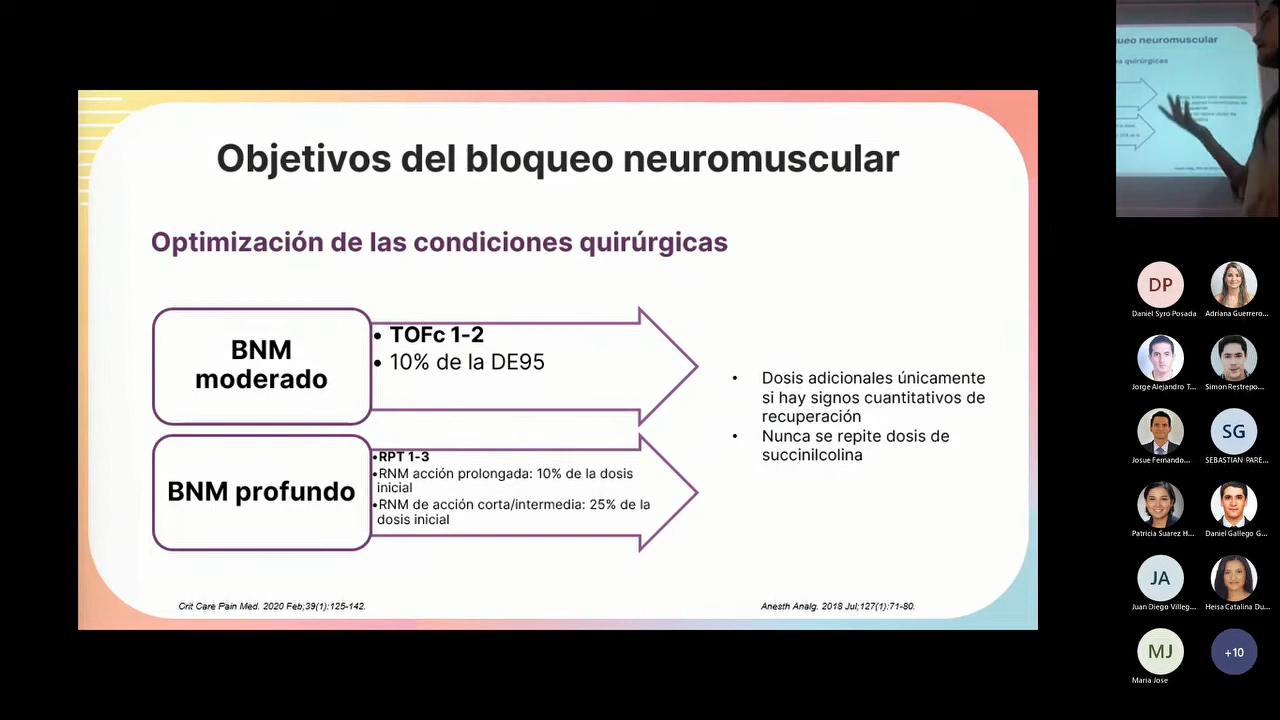 Objetivos del bloqueo neuromuscular
Optimización de las condiciones quirúrgicas
BNM
moderado
• TOFc 1-2
• 10% de la DE95
BNM profundo
•RPT 1-3
•RNM acción prolongada: 10% de la dosis
inicial
•RNM de acción corta/intermedia: 25% de la
dosis inicial
• Dosis adicionales únicamente
si hay signos cuantitativos de
recuperación
• Nunca se repite dosis de
succinilcolina
Crit Care Pain Med. 2020 Feb;39(1):125-142.
Anesth Analg. 2018 Jul;127(1):71-80.
ueo neuromuscular
quirúrgicas
DP
Daniel Syro Posada
Adriana Guerrero...
Jorge Alejandro T...
Simon Restrepo...
Josue Fernando...
SG
SEBASTIAN PARE...
Patricia Suarez H...
Daniel Gallego G...
JA
Juan Diego Villeg...
Heisa Catalina Du...
MJ
Maria Jose
+10